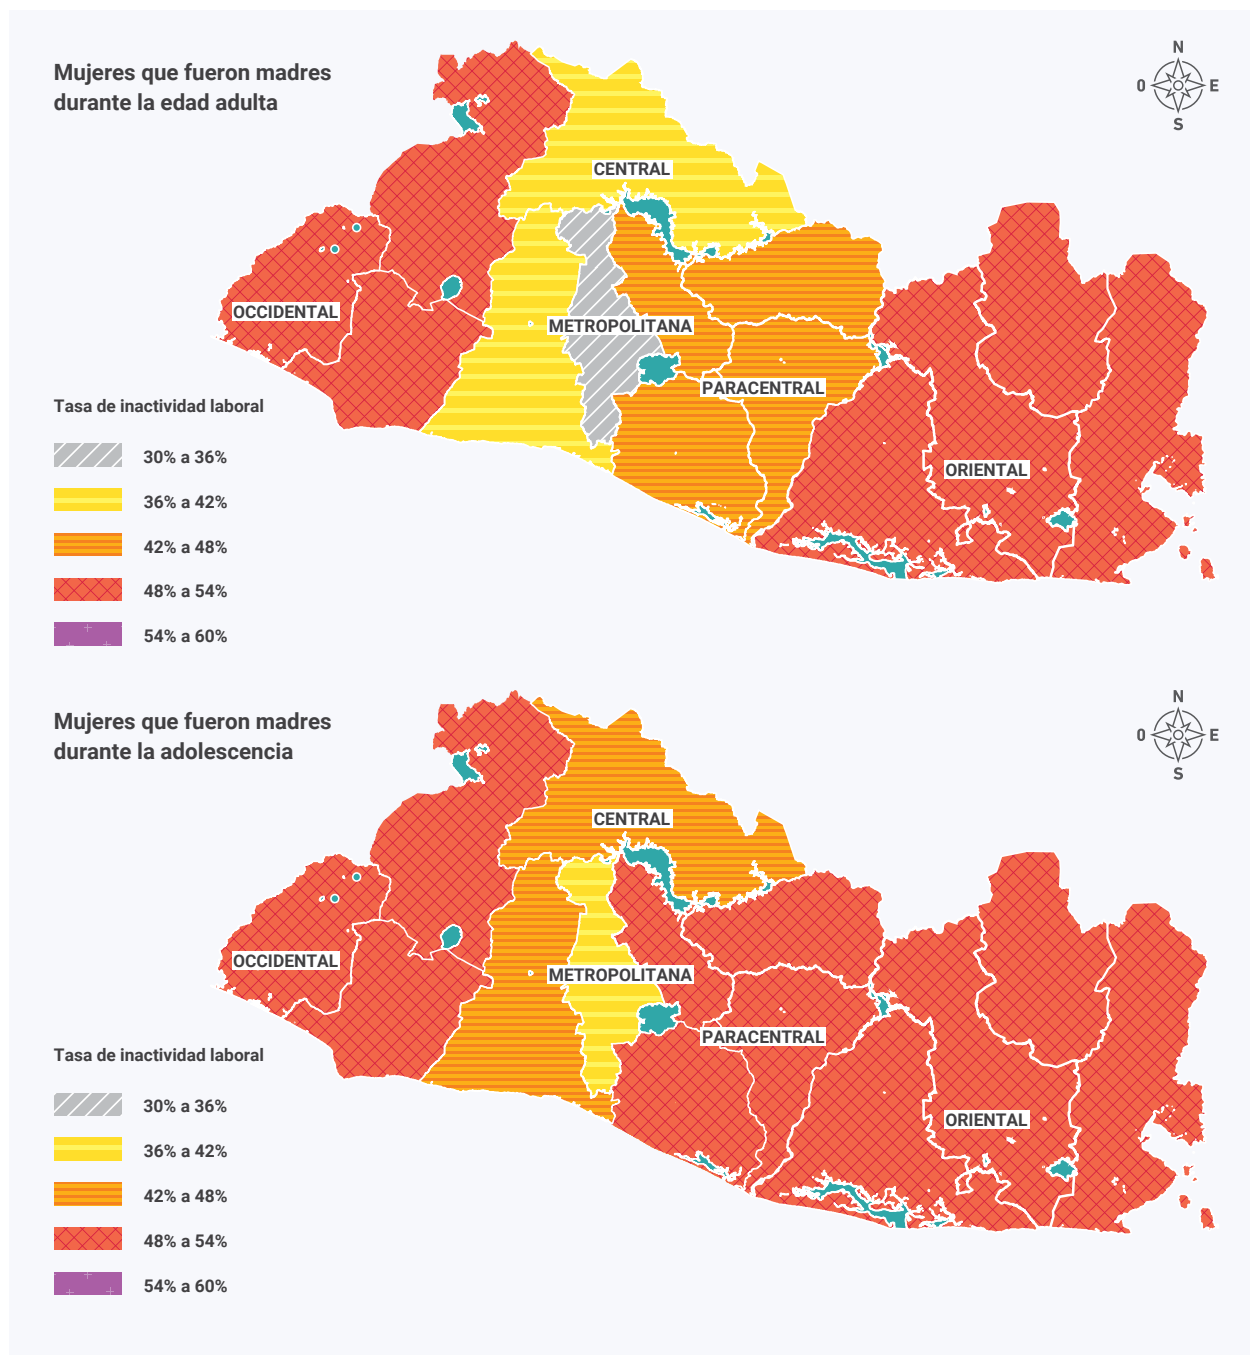 Mujeres que fueron madres
durante la edad adulta
N
O
E
S
CENTRAL
OCCIDENTAL
METROPOLITANA
PARACENTRAL
ORIENTAL
Tasa de inactividad laboral
30% a 36%
36% a 42%
42% a 48%
48% a 54%
54% a 60%
Mujeres que fueron madres
durante la adolescencia
N
O
E
S
CENTRAL
OCCIDENTAL
METROPOLITANA
PARACENTRAL
ORIENTAL
Tasa de inactividad laboral
30% a 36%
36% a 42%
42% a 48%
48% a 54%
54% a 60%